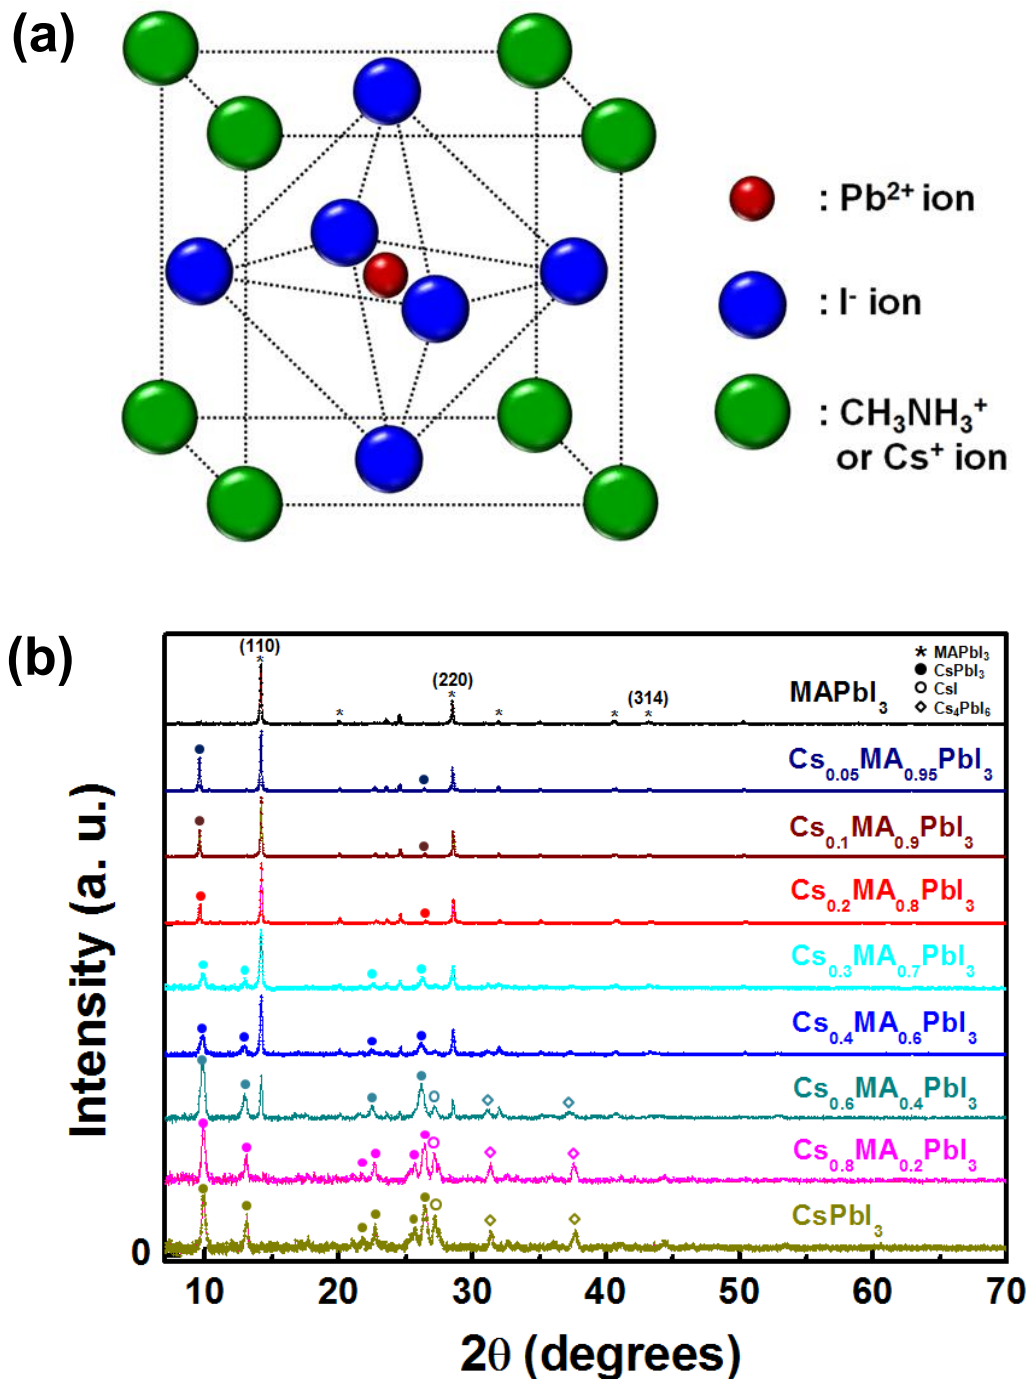 (a)
: Pb²⁺ ion
: I⁻ ion
: CH₃NH₃⁺
or Cs⁺ ion
(b)
(110)
*
(220)
*
(314)
* MAPbI₃
● CsPbI₃
○ CsI
◇ Cs₄PbI₆
MAPbI₃
Cs₀.₀₅MA₀.₉₅PbI₃
Cs₀.₁MA₀.₉PbI₃
Cs₀.₂MA₀.₈PbI₃
Cs₀.₃MA₀.₇PbI₃
Cs₀.₄MA₀.₆PbI₃
Cs₀.₆MA₀.₄PbI₃
Cs₀.₈MA₀.₂PbI₃
CsPbI₃
Intensity (a. u.)
0
10 20 30 40 50 60 70
2θ (degrees)